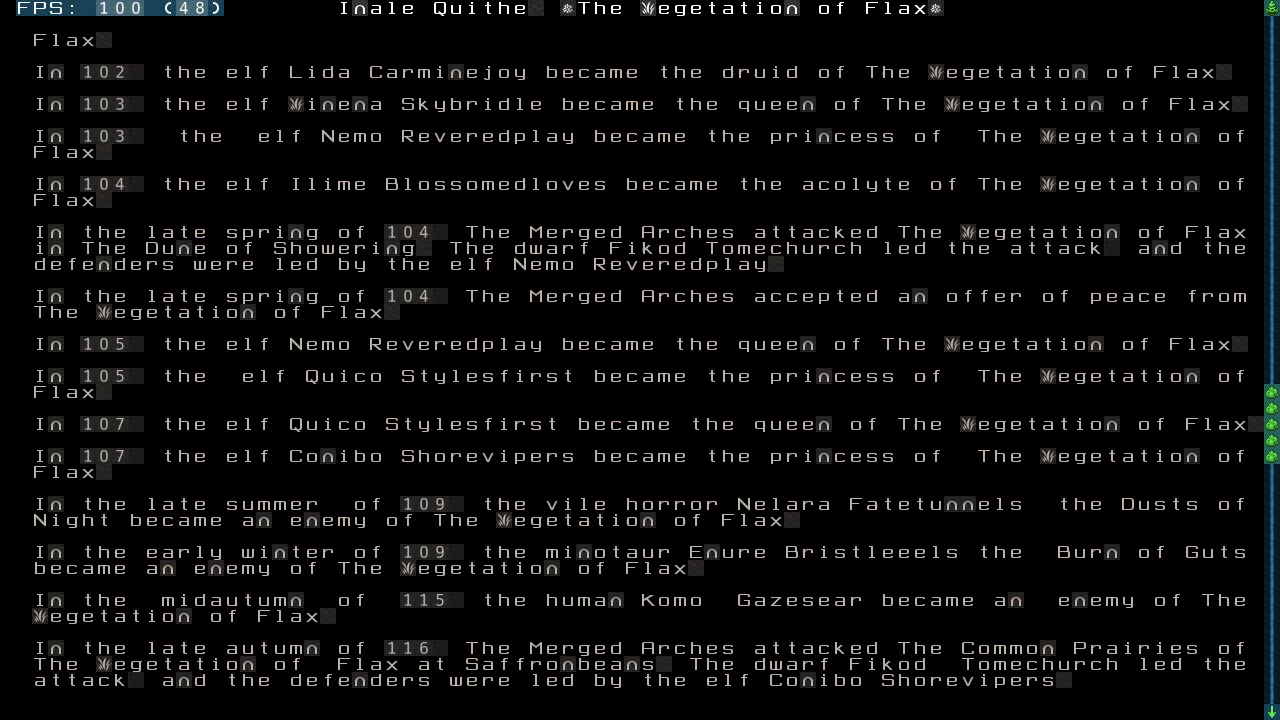 FPS: 100 (48)
Inale Quithe *The Vegetation of Flax*
Flax.
In 102, the elf Lida Carminejoy became the druid of The Vegetation of Flax.
In 103, the elf Vinena Skybridle became the queen of The Vegetation of Flax.
In 103, the elf Nemo Reveredplay became the princess of The Vegetation of
Flax.
In 104, the elf Ilime Blossomedloves became the acolyte of The Vegetation of
Flax.
In the late spring of 104, The Merged Arches attacked The Vegetation of Flax
in The Dune of Showering. The dwarf Fikod Tomechurch led the attack, and the
defenders were led by the elf Nemo Reveredplay.
In the late spring of 104, The Merged Arches accepted an offer of peace from
The Vegetation of Flax.
In 105, the elf Nemo Reveredplay became the queen of The Vegetation of Flax.
In 105, the elf Quico Stylesfirst became the princess of The Vegetation of
Flax.
In 107, the elf Quico Stylesfirst became the queen of The Vegetation of Flax.
In 107, the elf Conibo Shorevipers became the princess of The Vegetation of
Flax.
In the late summer of 109, the vile horror Nelara Fatetunnels the Dusts of
Night became an enemy of The Vegetation of Flax.
In the early winter of 109, the minotaur Enure Bristleeels the Burn of Guts
became an enemy of The Vegetation of Flax.
In the midautumn of 115, the human Komo Gazesear became an enemy of The
Vegetation of Flax.
In the late autumn of 116, The Merged Arches attacked The Common Prairies of
The Vegetation of Flax at Saffronbeans. The dwarf Fikod Tomechurch led the
attack, and the defenders were led by the elf Conibo Shorevipers.